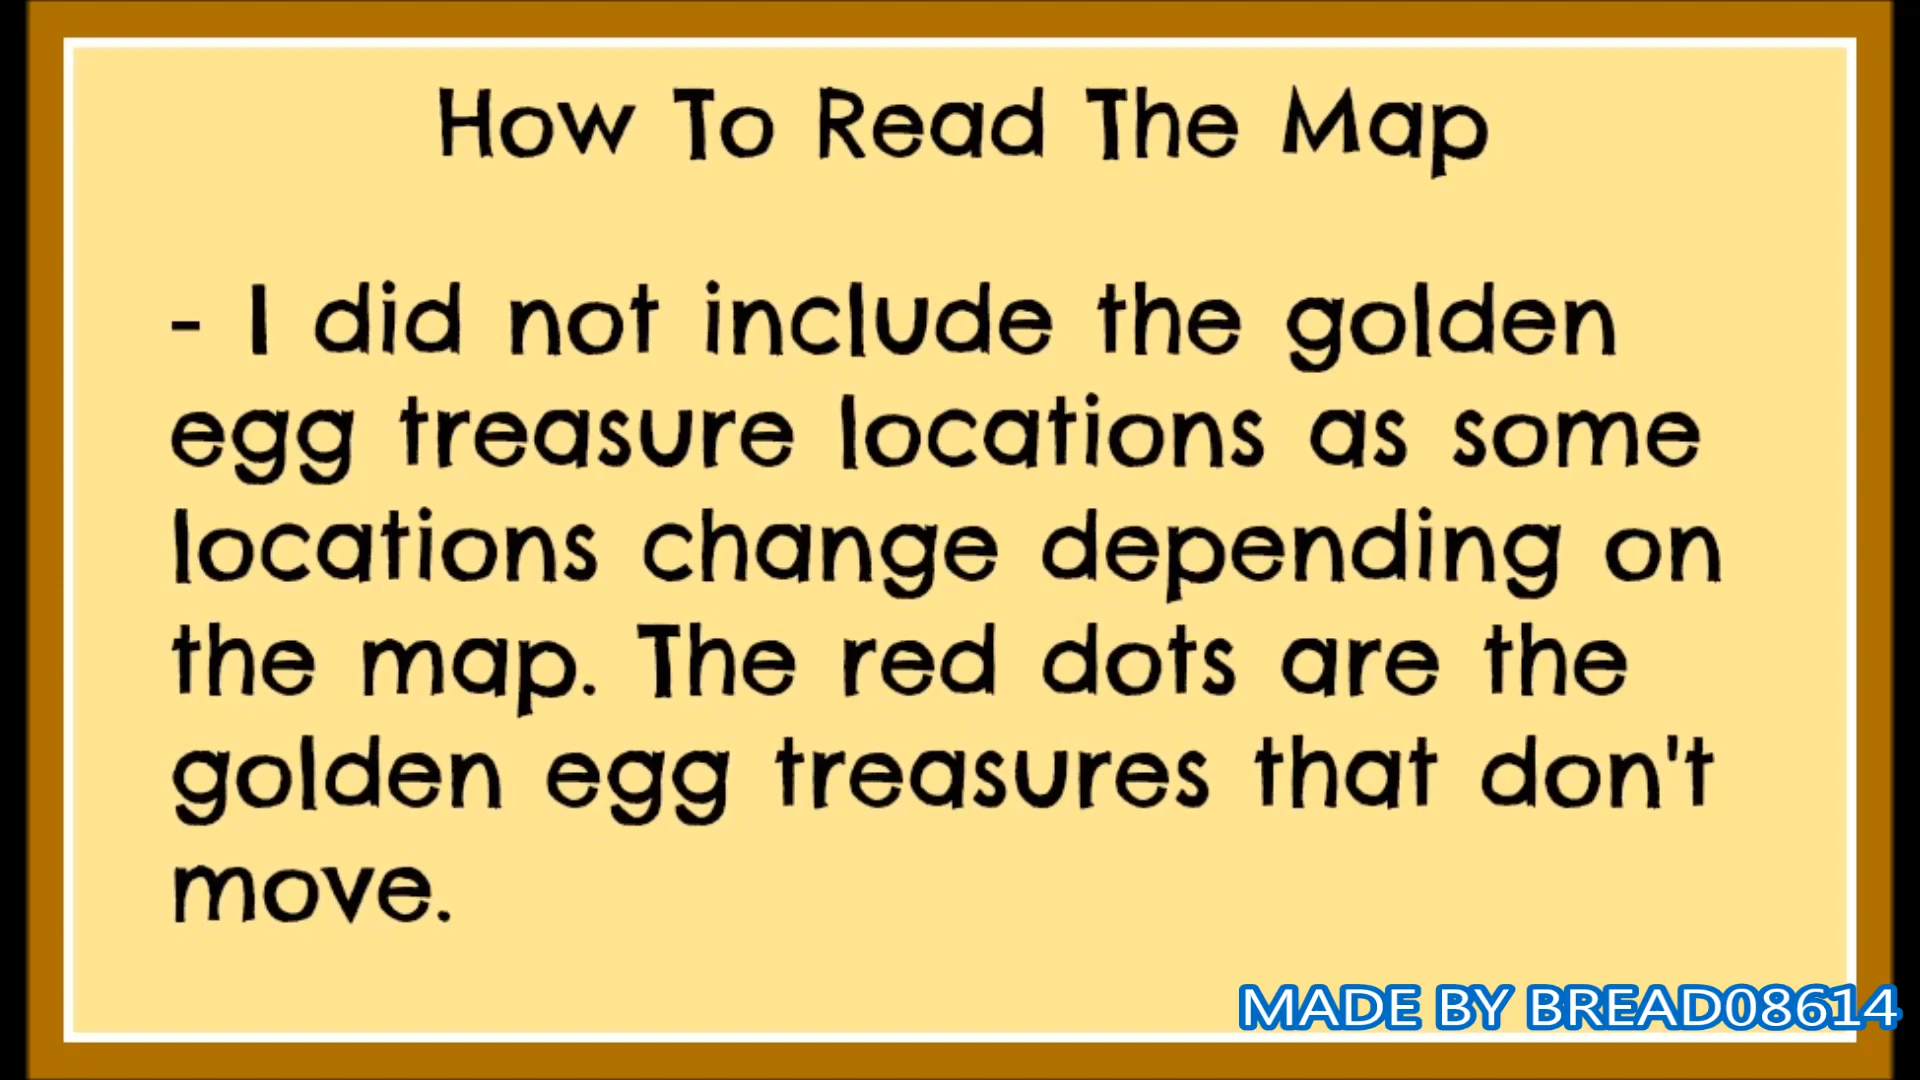 How To Read The Map
- I did not include the golden
egg treasure locations as some
locations change depending on
the map. The red dots are the
golden egg treasures that don't
move.
MADE BY BREAD08614